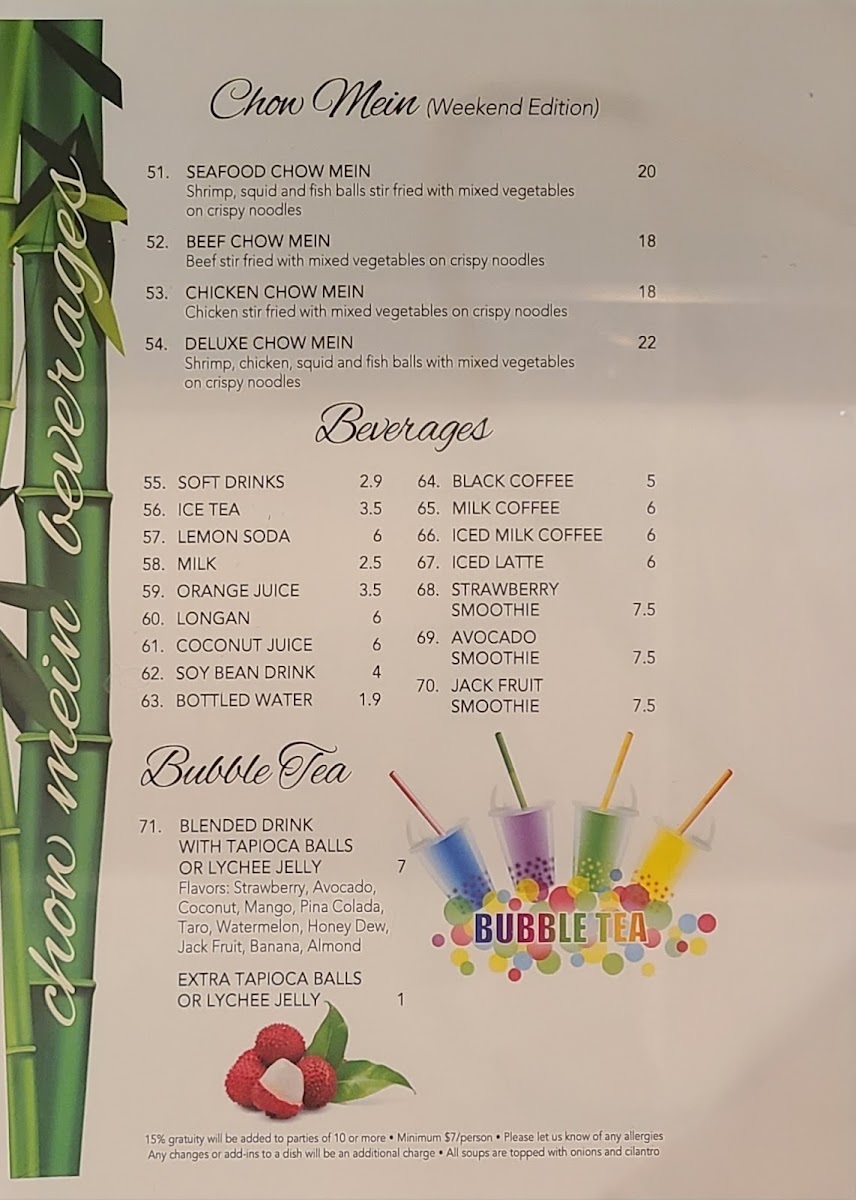 chow mein beverages
Chow Mein (Weekend Edition)
51. SEAFOOD CHOW MEIN 20
Shrimp, squid and fish balls stir fried with mixed vegetables
on crispy noodles
52. BEEF CHOW MEIN 18
Beef stir fried with mixed vegetables on crispy noodles
53. CHICKEN CHOW MEIN 18
Chicken stir fried with mixed vegetables on crispy noodles
54. DELUXE CHOW MEIN 22
Shrimp, chicken, squid and fish balls with mixed vegetables
on crispy noodles
Beverages
55. SOFT DRINKS 2.9
56. ICE TEA 3.5
57. LEMON SODA 6
58. MILK 2.5
59. ORANGE JUICE 3.5
60. LONGAN 6
61. COCONUT JUICE 6
62. SOY BEAN DRINK 4
63. BOTTLED WATER 1.9
64. BLACK COFFEE 5
65. MILK COFFEE 6
66. ICED MILK COFFEE 6
67. ICED LATTE 6
68. STRAWBERRY
SMOOTHIE 7.5
69. AVOCADO
SMOOTHIE 7.5
70. JACK FRUIT
SMOOTHIE 7.5
Bubble Tea
71. BLENDED DRINK
WITH TAPIOCA BALLS
OR LYCHEE JELLY 7
Flavors: Strawberry, Avocado,
Coconut, Mango, Pina Colada,
Taro, Watermelon, Honey Dew,
Jack Fruit, Banana, Almond
EXTRA TAPIOCA BALLS
OR LYCHEE JELLY 1
BUBBLE TEA
15% gratuity will be added to parties of 10 or more • Minimum $7/person • Please let us know of any allergies
Any changes or add-ins to a dish will be an additional charge • All soups are topped with onions and cilantro